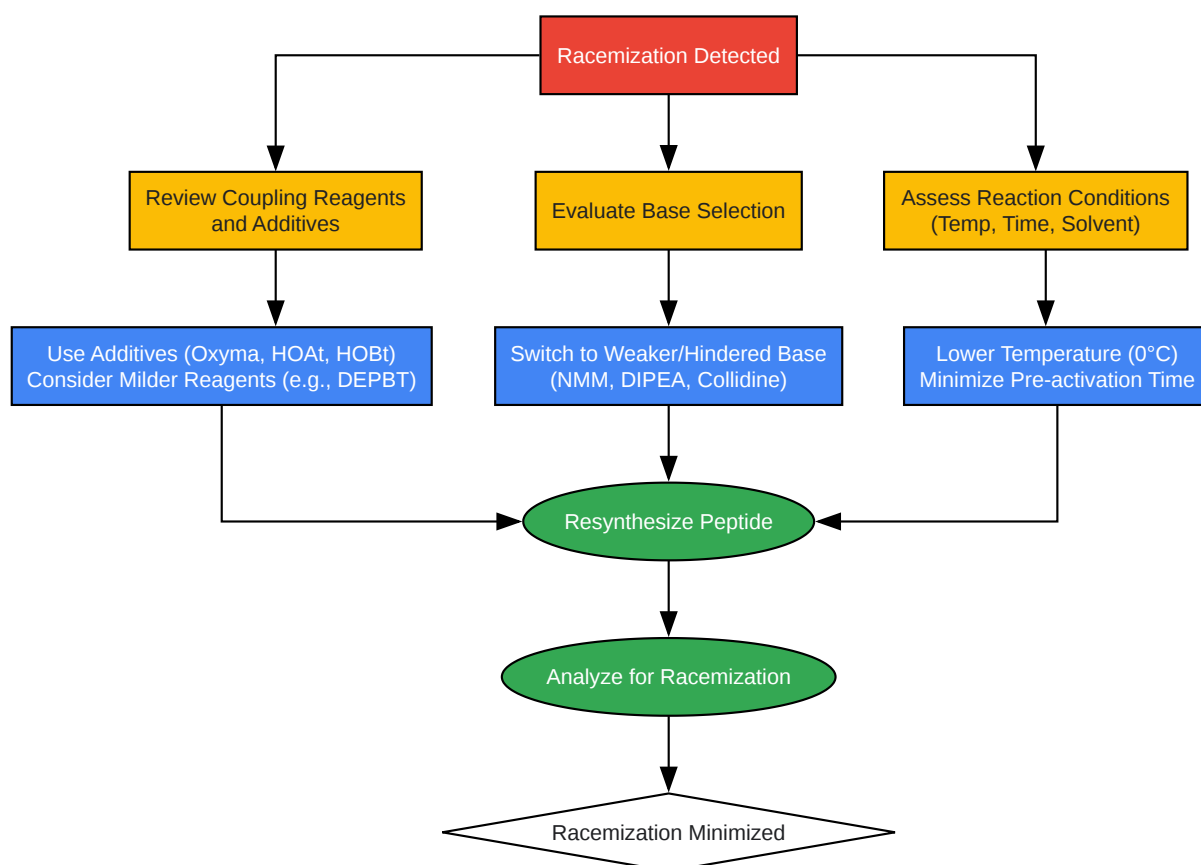 Racemization Detected
Review Coupling Reagents
and Additives
Evaluate Base Selection
Assess Reaction Conditions
(Temp, Time, Solvent)
Use Additives (Oxyma, HOAt, HOBt)
Consider Milder Reagents (e.g., DEPBT)
Switch to Weaker/Hindered Base
(NMM, DIPEA, Collidine)
Lower Temperature (0°C)
Minimize Pre-activation Time
Resynthesize Peptide
Analyze for Racemization
Racemization Minimized